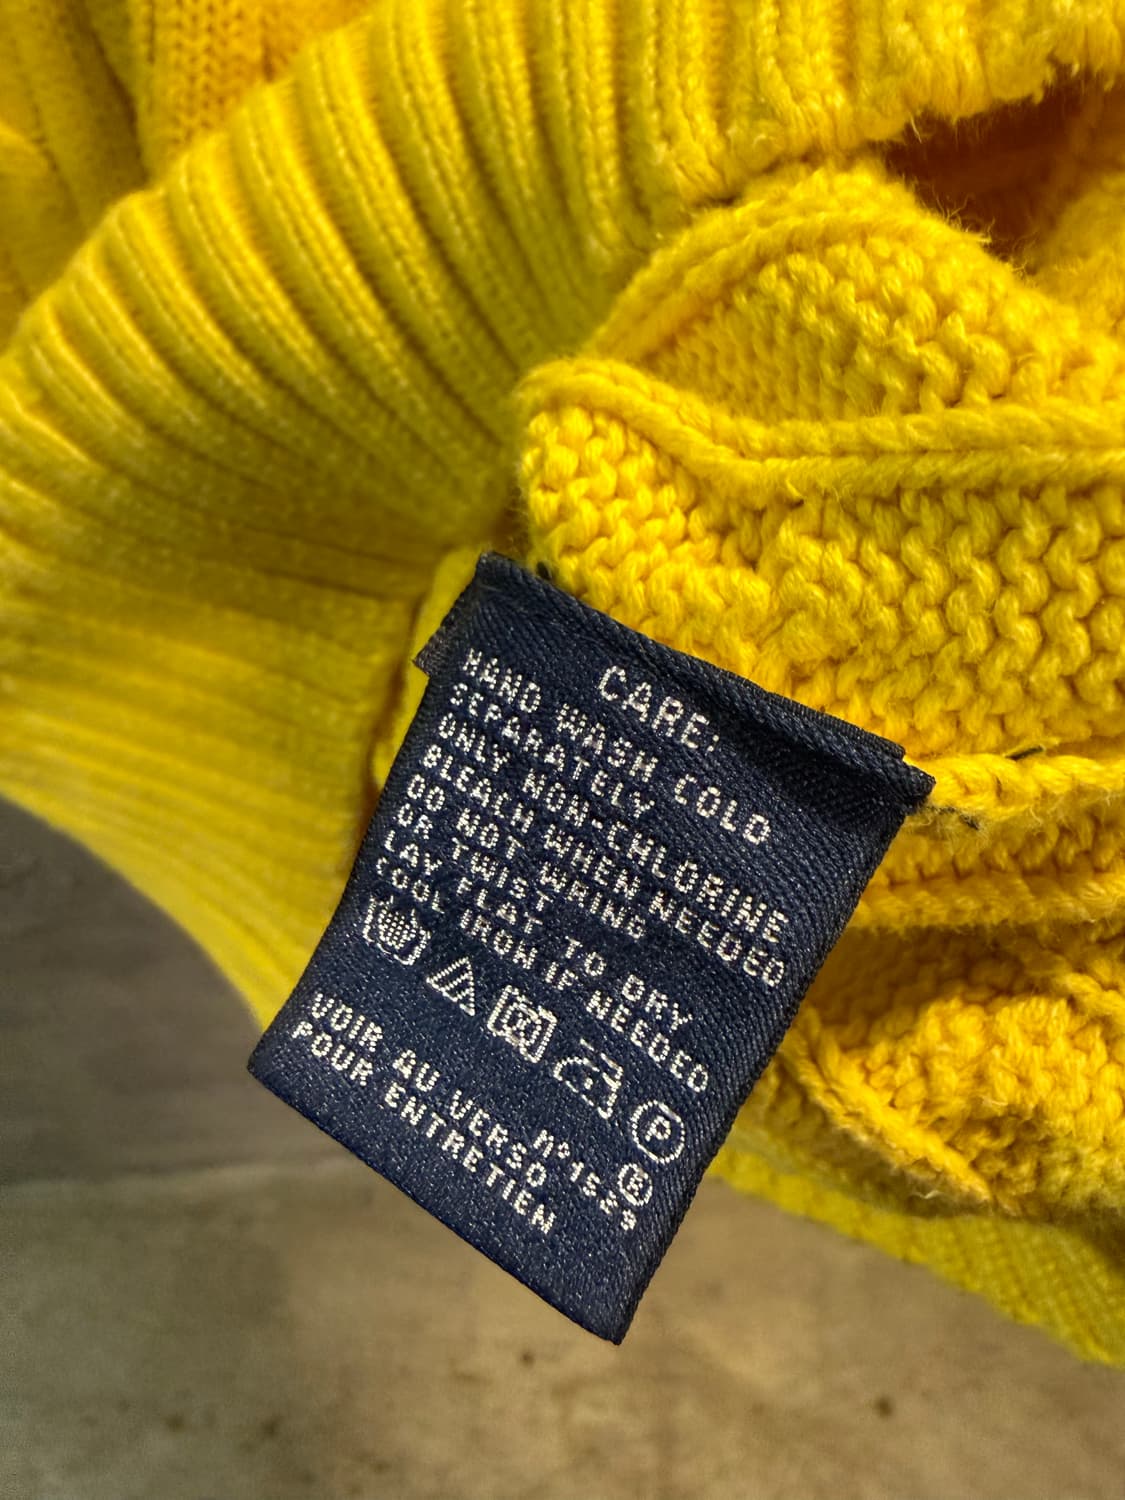 CARE:
HAND WASH COLD
SEPARATELY
ONLY NON-CHLORINE
BLEACH WHEN NEEDED
DO NOT WRING
OR TWIST
LAY FLAT TO DRY
COOL IRON IF NEEDED
P
Nº1529
VOIR AU VERSO ®
POUR ENTRETIEN